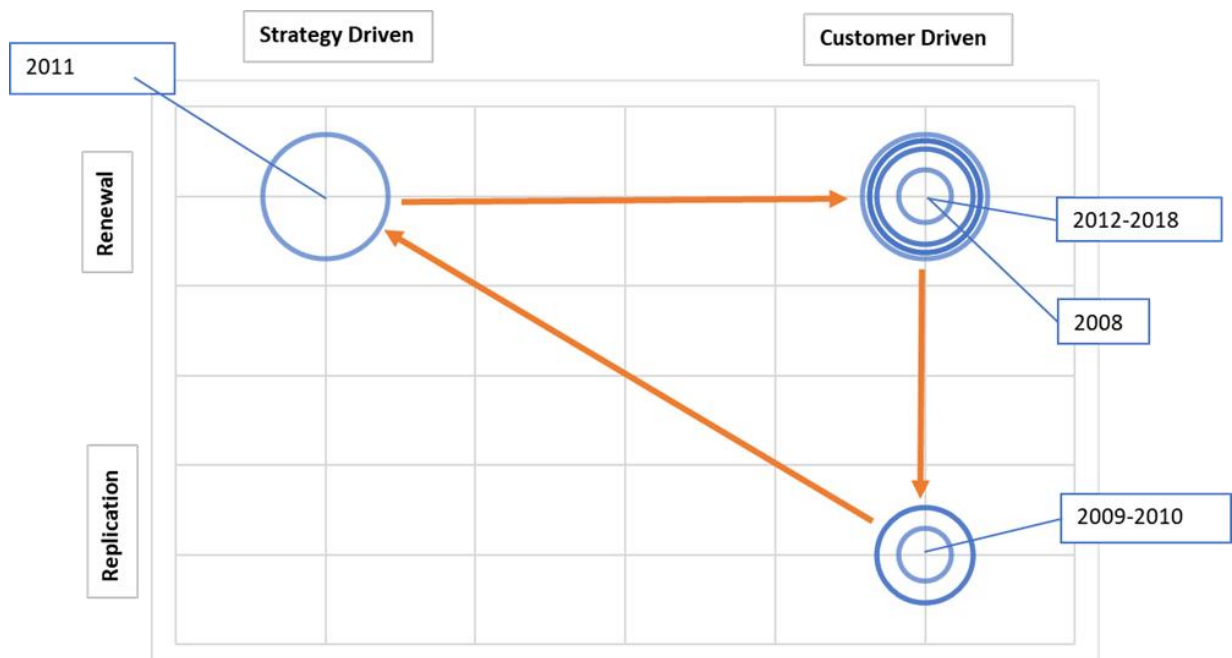 Strategy Driven
Customer Driven
2011
Renewal
2012-2018
2008
Replication
2009-2010